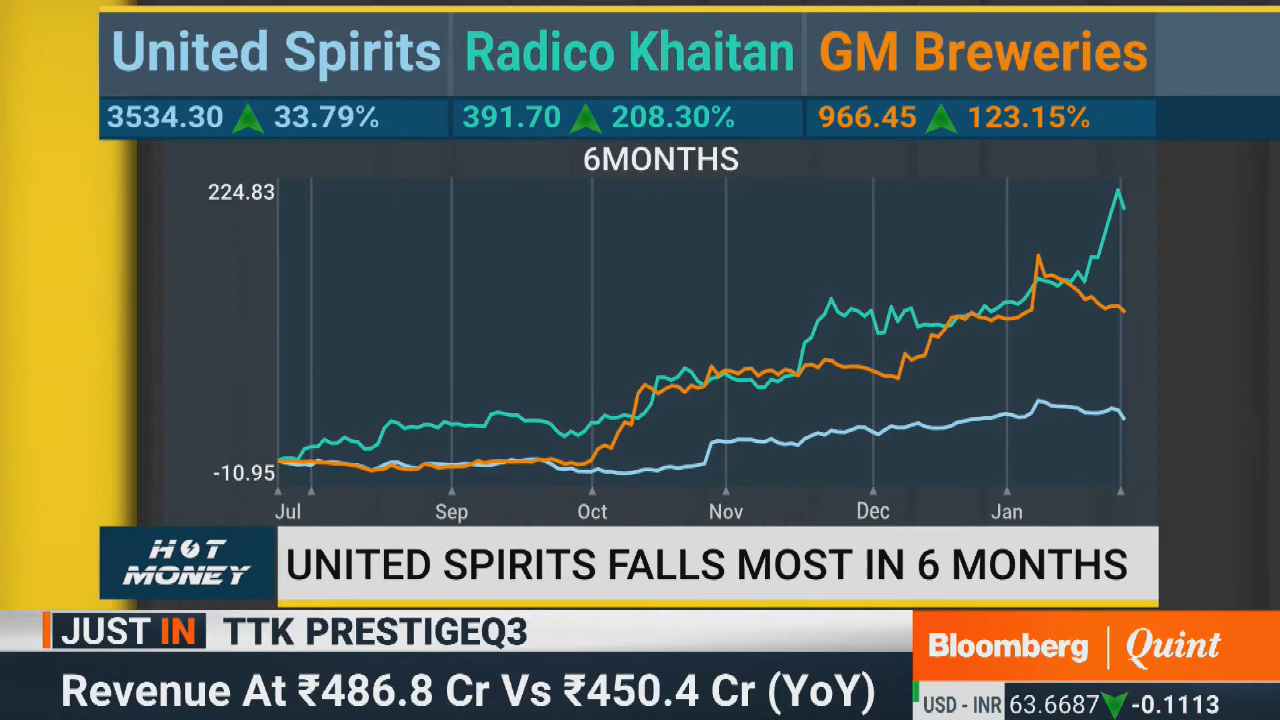 United Spirits Radico Khaitan GM Breweries
3534.30 33.79% 391.70 208.30% 966.45 123.15%
6MONTHS
224.83
-10.95
Jul Sep Oct Nov Dec Jan
HOT
MONEY
UNITED SPIRITS FALLS MOST IN 6 MONTHS
JUST IN TTK PRESTIGEQ3
Revenue At ₹486.8 Cr Vs ₹450.4 Cr (YoY)
Bloomberg | Quint
USD - INR 63.6687 -0.1113